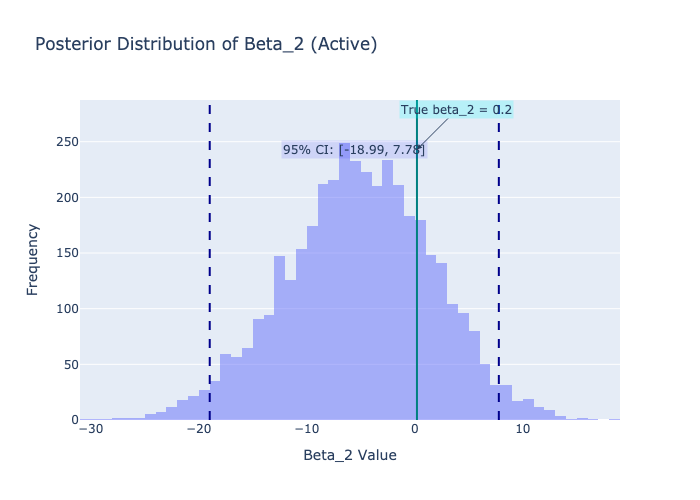 Posterior Distribution of Beta_2 (Active)
True beta_2 = 0.2
95% CI: [-18.99, 7.78]
250
200
150
100
50
0
Frequency
−30
−20
−10
0
10
Beta_2 Value